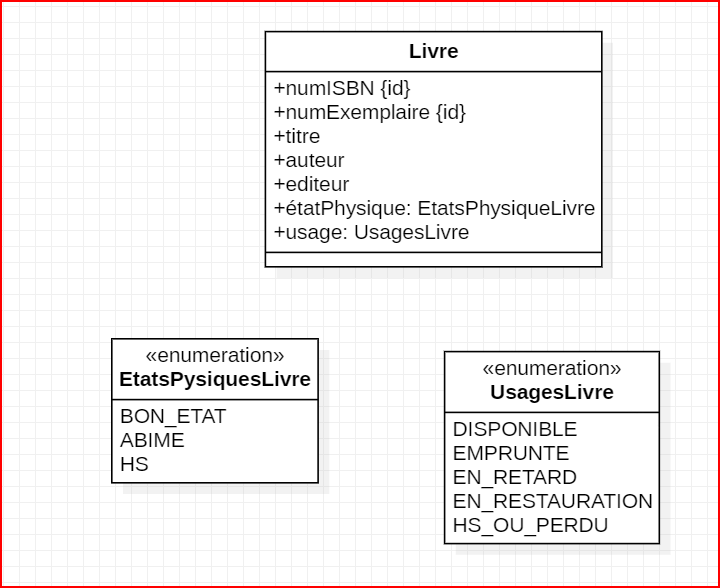 Livre
+numISBN {id}
+numExemplaire {id}
+titre
+auteur
+editeur
+étatPhysique: EtatsPhysiqueLivre
+usage: UsagesLivre
«enumeration»
EtatsPysiquesLivre
BON_ETAT
ABIME
HS
«enumeration»
UsagesLivre
DISPONIBLE
EMPRUNTE
EN_RETARD
EN_RESTAURATION
HS_OU_PERDU